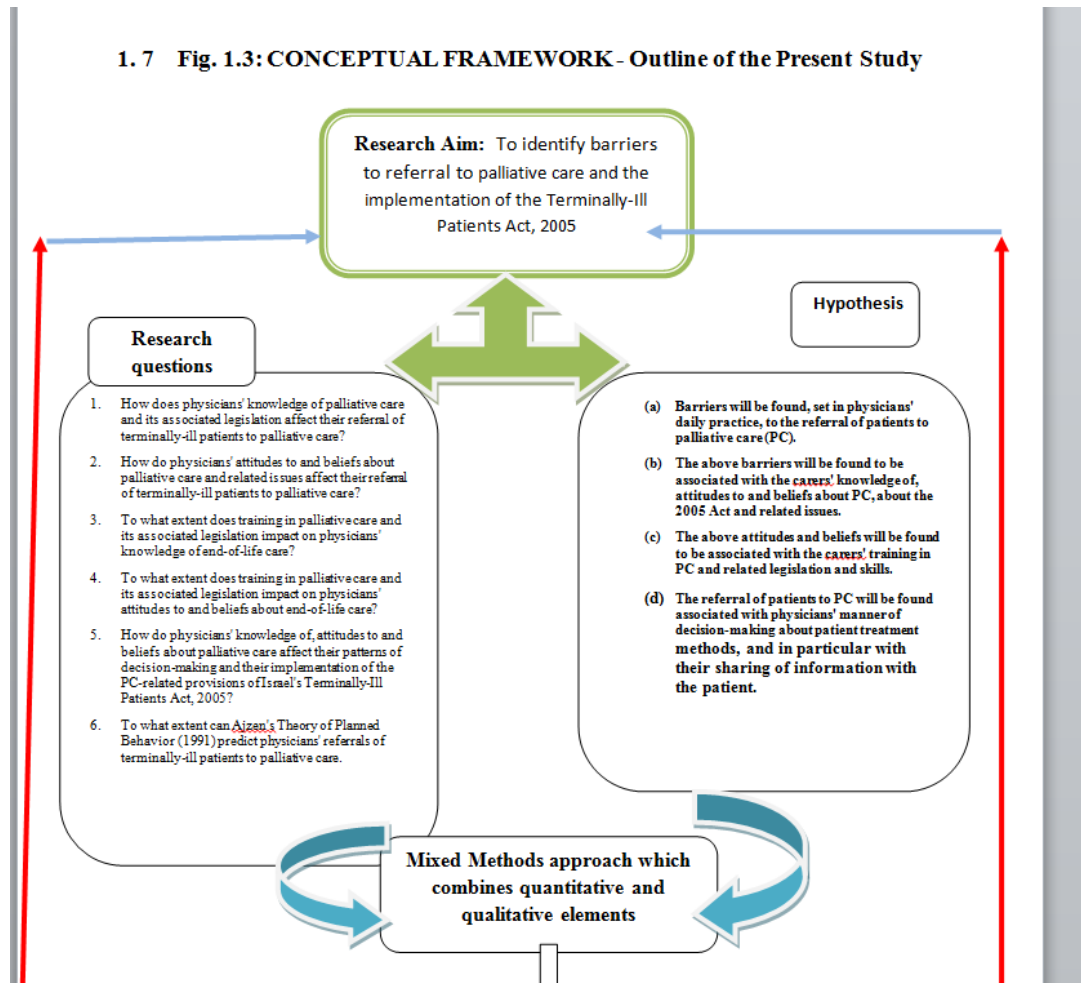 1. 7 Fig. 1.3: CONCEPTUAL FRAMEWORK - Outline of the Present Study
Research Aim: To identify barriers
to referral to palliative care and the
implementation of the Terminally-Ill
Patients Act, 2005
Hypothesis
Research
questions
1. How does physicians' knowledge of palliative care
and its associated legislation affect their referral of
terminally-ill patients to palliative care?
2. How do physicians' attitudes to and beliefs about
palliative care and related issues affect their referral
of terminally-ill patients to palliative care?
3. To what extent does training in palliative care and
its associated legislation impact on physicians'
knowledge of end-of-life care?
4. To what extent does training in palliative care and
its associated legislation impact on physicians'
attitudes to and beliefs about end-of-life care?
5. How do physicians' knowledge of, attitudes to and
beliefs about palliative care affect their patterns of
decision-making and their implementation of the
PC-related provisions of Israel's Terminally-Ill
Patients Act, 2005?
6. To what extent can Ajzen's Theory of Planned
Behavior (1991) predict physicians' referrals of
terminally-ill patients to palliative care.
(a) Barriers will be found, set in physicians'
daily practice, to the referral of patients to
palliative care (PC).
(b) The above barriers will be found to be
associated with the carers' knowledge of,
attitudes to and beliefs about PC, about the
2005 Act and related issues.
(c) The above attitudes and beliefs will be found
to be associated with the carers' training in
PC and related legislation and skills.
(d) The referral of patients to PC will be found
associated with physicians' manner of
decision-making about patient treatment
methods, and in particular with
their sharing of information with
the patient.
Mixed Methods approach which
combines quantitative and
qualitative elements